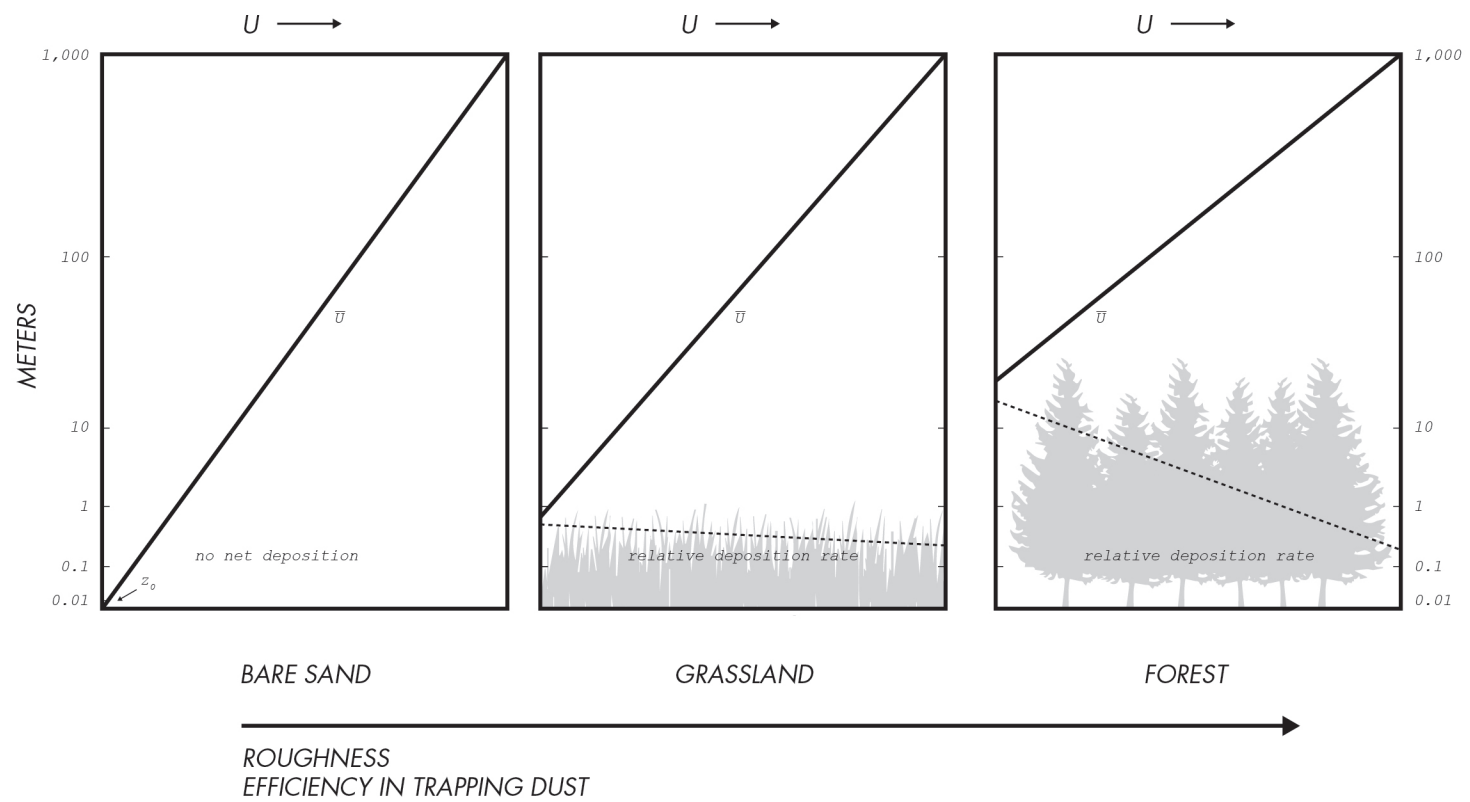 U
U
U
1,000
1,000
100
100
METERS
U̅
U̅
U̅
10
10
1
1
no net deposition
relative deposition rate
relative deposition rate
0.1
0.1
z₀
0.01
0.01
BARE SAND
GRASSLAND
FOREST
ROUGHNESS
EFFICIENCY IN TRAPPING DUST